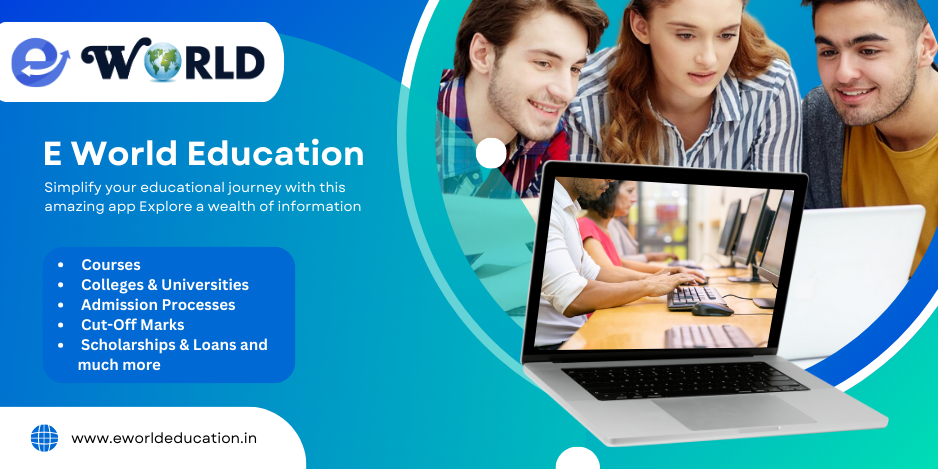 e WORLD
E World Education
Simplify your educational journey with this
amazing app Explore a wealth of information
• Courses
• Colleges & Universities
• Admission Processes
• Cut-Off Marks
• Scholarships & Loans and
much more
www.eworldeducation.in